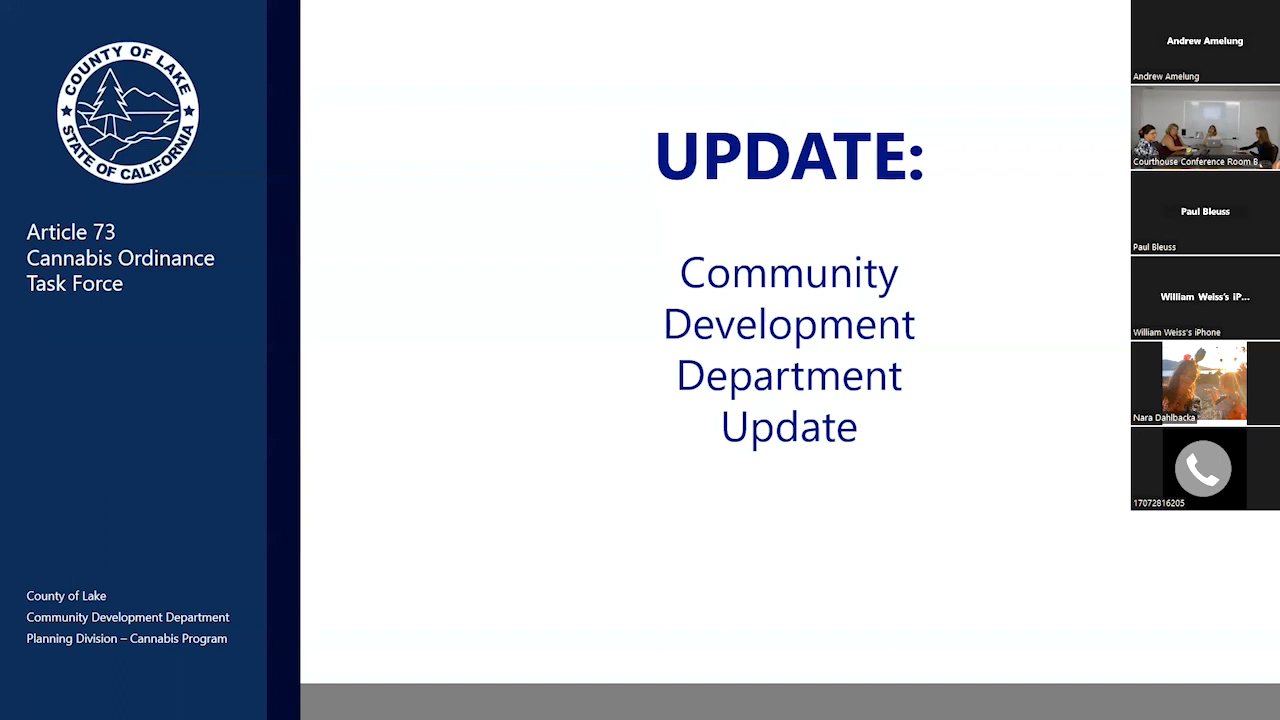 COUNTY OF LAKE
STATE OF CALIFORNIA
Article 73
Cannabis Ordinance
Task Force
County of Lake
Community Development Department
Planning Division – Cannabis Program
UPDATE:
Community
Development
Department
Update
Andrew Amelung
Andrew Amelung
Courthouse Conference Room B
Paul Bleuss
Paul Bleuss
William Weiss's iP...
William Weiss's iPhone
Nara Dahlbacka
17072816205